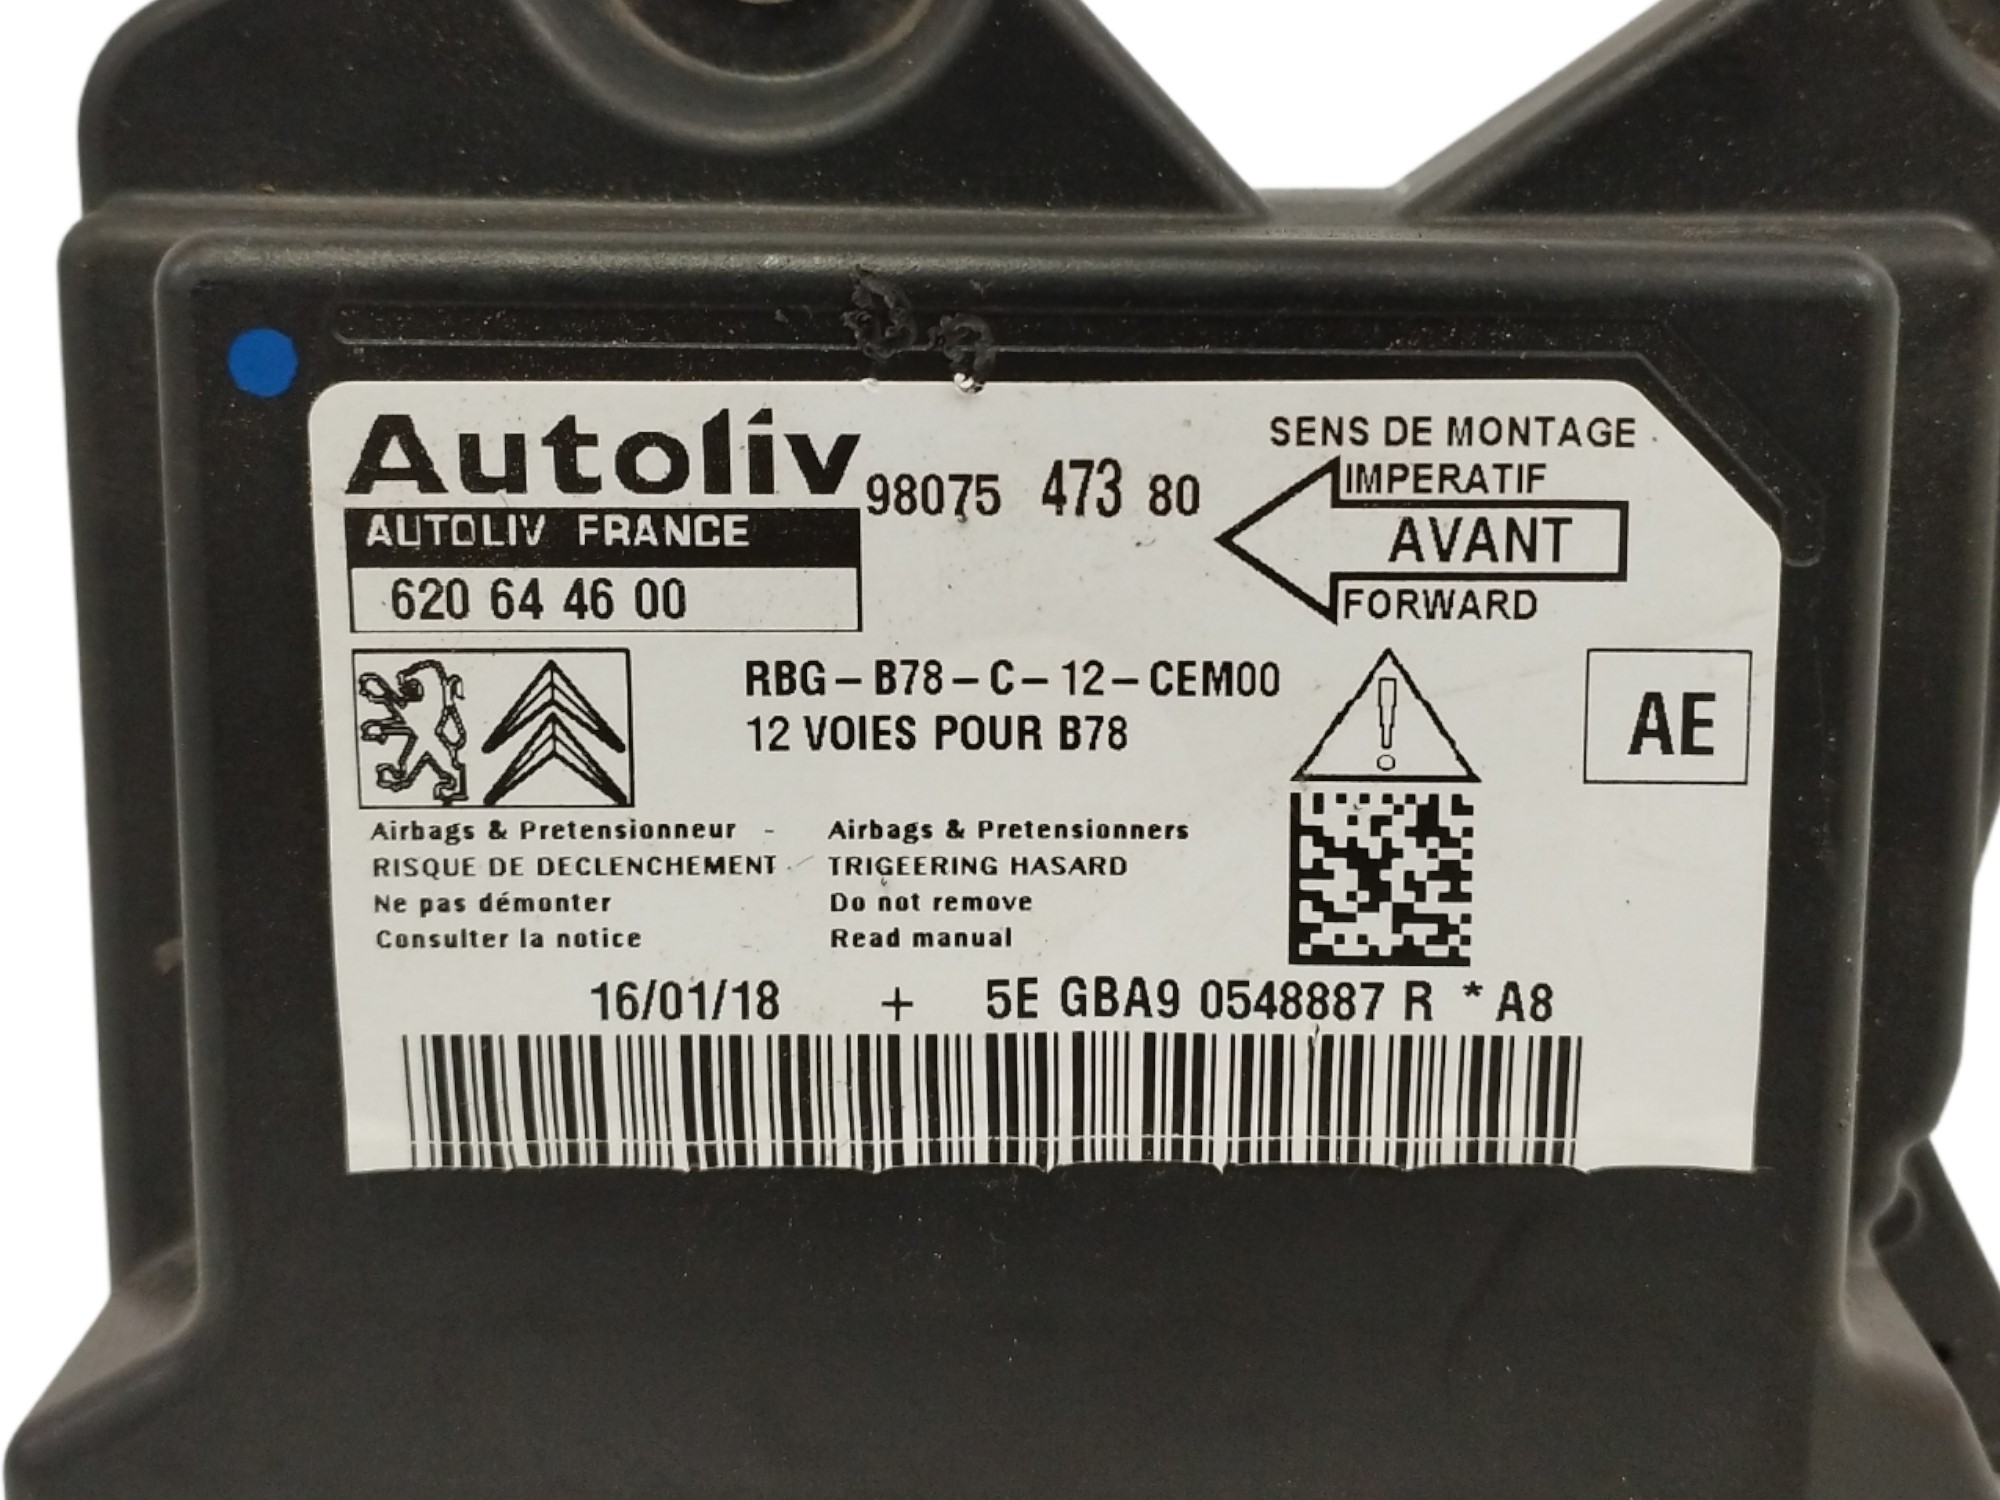 Autoliv
98075 473 80
AUTOLIV FRANCE
620 64 46 00
SENS DE MONTAGE
IMPERATIF
AVANT
FORWARD
RBG-B78-C-12-CEM00
12 VOIES POUR B78
AE
Airbags & Pretensionneur - Airbags & Pretensionners
RISQUE DE DECLENCHEMENT TRIGEERING HASARD
Ne pas démonter Do not remove
Consulter la notice Read manual
16/01/18 + 5E GBA9 0548887 R *A8